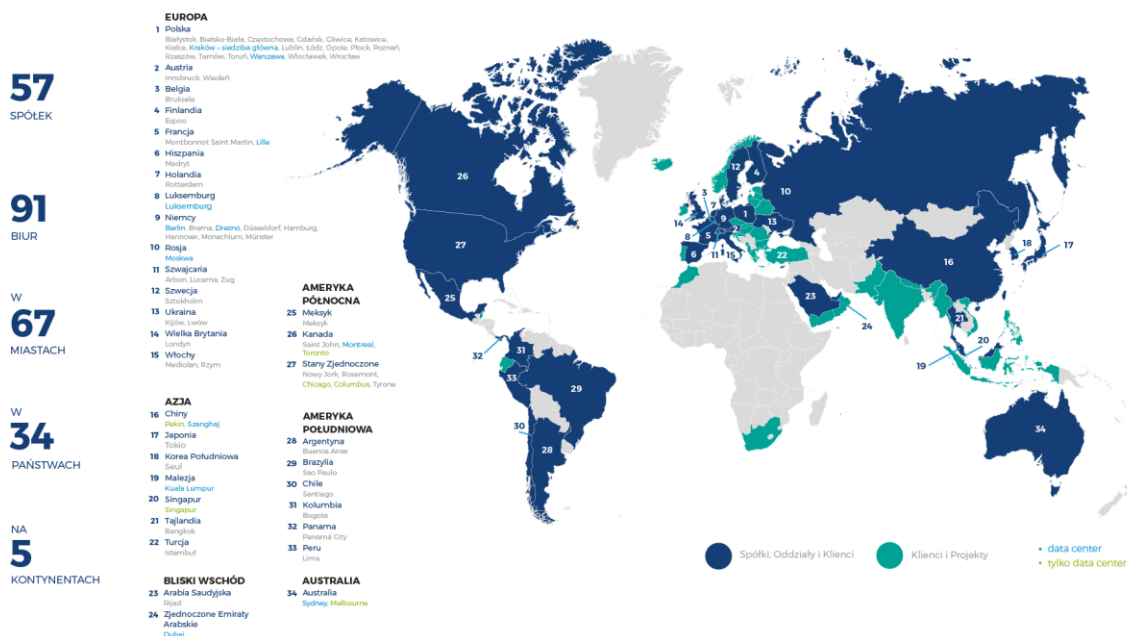 57
SPÓŁEK
91
BIUR
W
67
MIASTACH
W
34
PAŃSTWACH
NA
5
KONTYNENTACH
EUROPA
1 Polska
Białystok, Bielsko-Biała, Częstochowa, Gdańsk, Gliwice, Katowice,
Kielce, Kraków – siedziba główna, Lublin, Łódź, Opole, Płock, Poznań,
Rzeszów, Tarnów, Toruń, Warszawa, Włocławek, Wrocław
2 Austria
Innsbruck, Wiedeń
3 Belgia
Bruksela
4 Finlandia
Espoo
5 Francja
Montbonnot Saint Martin, Lille
6 Hiszpania
Madryt
7 Holandia
Rotterdam
8 Luksemburg
Luksemburg
9 Niemcy
Berlin, Brema, Drezno, Düsseldorf, Hamburg,
Hannover, Monachium, Münster
10 Rosja
Moskwa
11 Szwajcaria
Arbon, Lucerna, Zug
12 Szwecja
Sztokholm
13 Ukraina
Kijów, Lwów
14 Wielka Brytania
Londyn
15 Włochy
Mediolan, Rzym
AZJA
16 Chiny
Pekin, Szanghaj
17 Japonia
Tokio
18 Korea Południowa
Seul
19 Malezja
Kuala Lumpur
20 Singapur
Singapur
21 Tajlandia
Bangkok
22 Turcja
Istambuł
BLISKI WSCHÓD
23 Arabia Saudyjska
Rijad
24 Zjednoczone Emiraty
Arabskie
Dubaj
AMERYKA
PÓŁNOCNA
25 Meksyk
Meksyk
26 Kanada
Saint John, Montreal,
Toronto
27 Stany Zjednoczone
Nowy Jork, Rosemont,
Chicago, Columbus, Tyrone
AMERYKA
POŁUDNIOWA
28 Argentyna
Buenos Aires
29 Brazylia
Sao Paulo
30 Chile
Santiago
31 Kolumbia
Bogota
32 Panama
Panamá City
33 Peru
Lima
AUSTRALIA
34 Australia
Sydney, Melbourne
26
27
25
32
31
33
29
30
28
12
4
3
7
10
14
9
1
13
8
5
2
6
11
15
22
23
24
16
18
17
21
20
19
34
Spółki, Oddziały i Klienci
Klienci i Projekty
• data center
• tylko data center